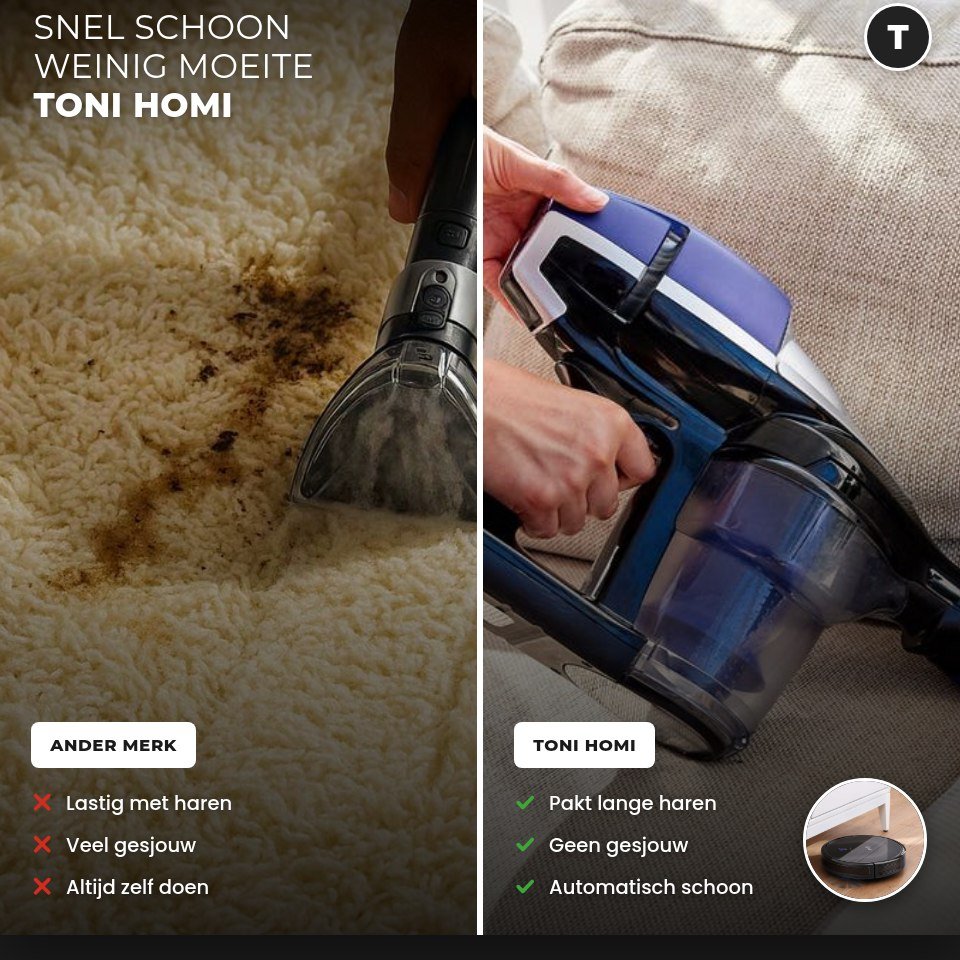 SNEL SCHOON
WEINIG MOEITE
TONI HOMI
T
ANDER MERK
Lastig met haren
Veel gesjouw
Altijd zelf doen
TONI HOMI
Pakt lange haren
Geen gesjouw
Automatisch schoon